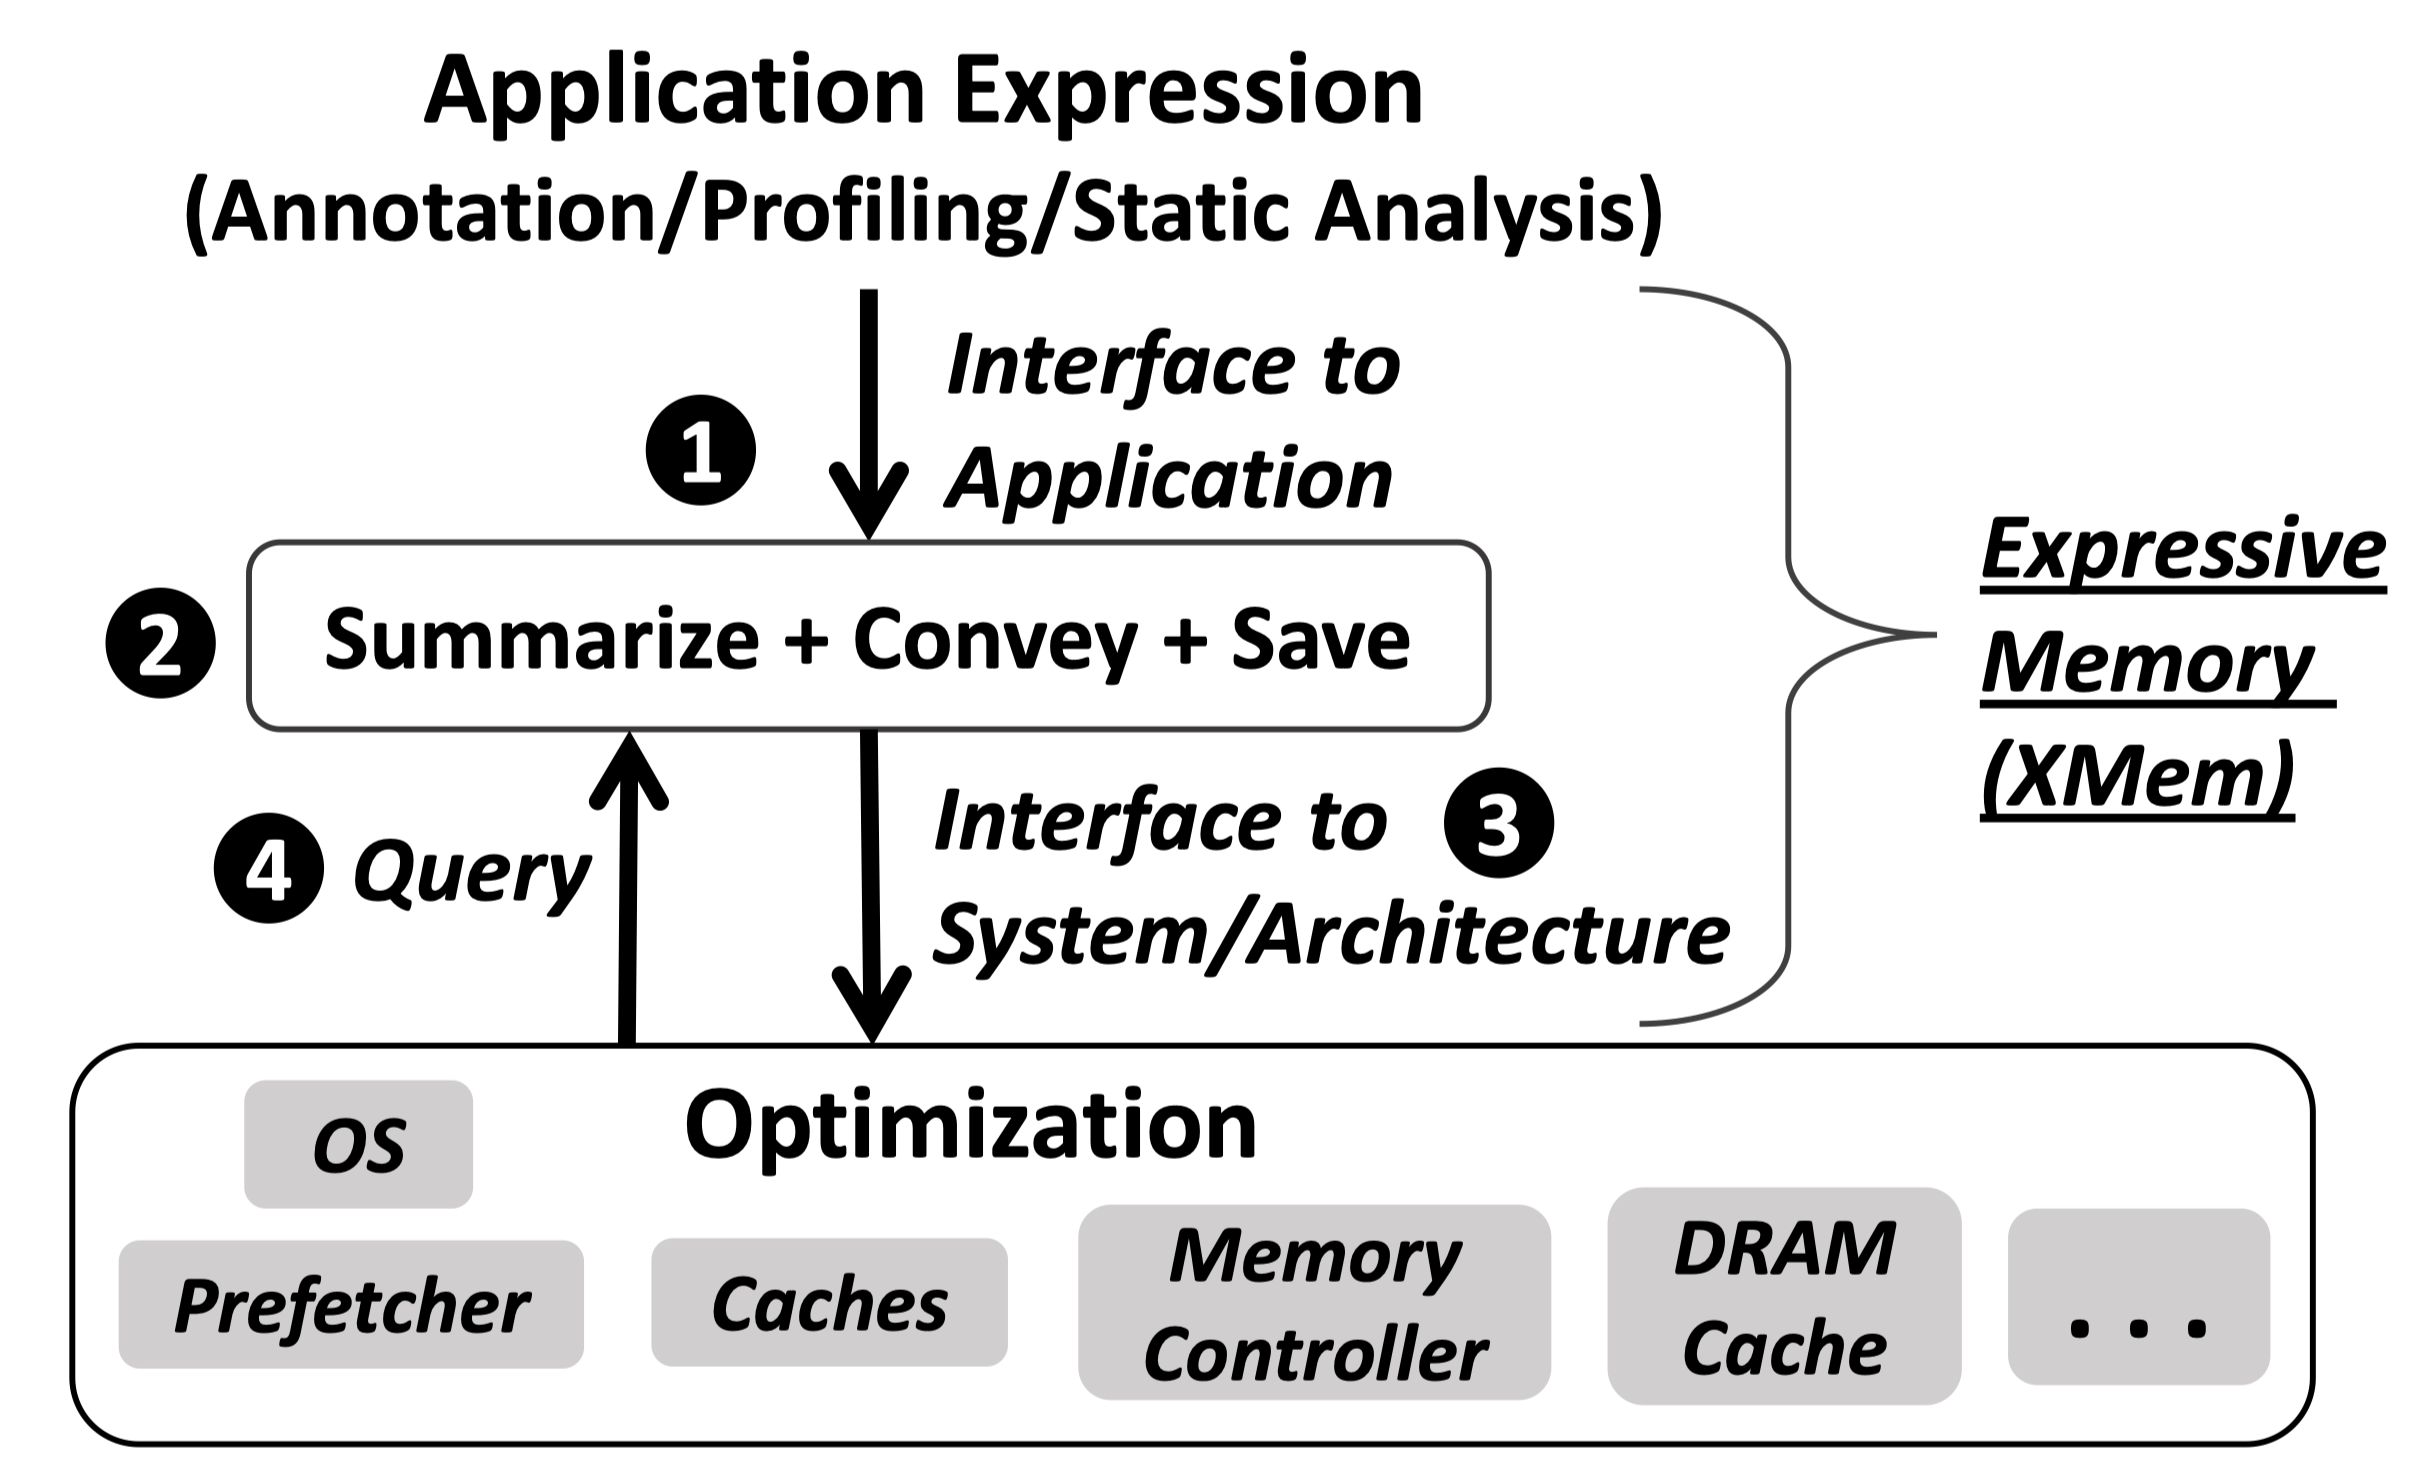 Application Expression
(Annotation/Profiling/Static Analysis)
1
Interface to
Application
2
Summarize + Convey + Save
Expressive
Memory
(XMem)
4 Query
Interface to 3
System/Architecture
Optimization
OS
Prefetcher
Caches
Memory
Controller
DRAM
Cache
. . .